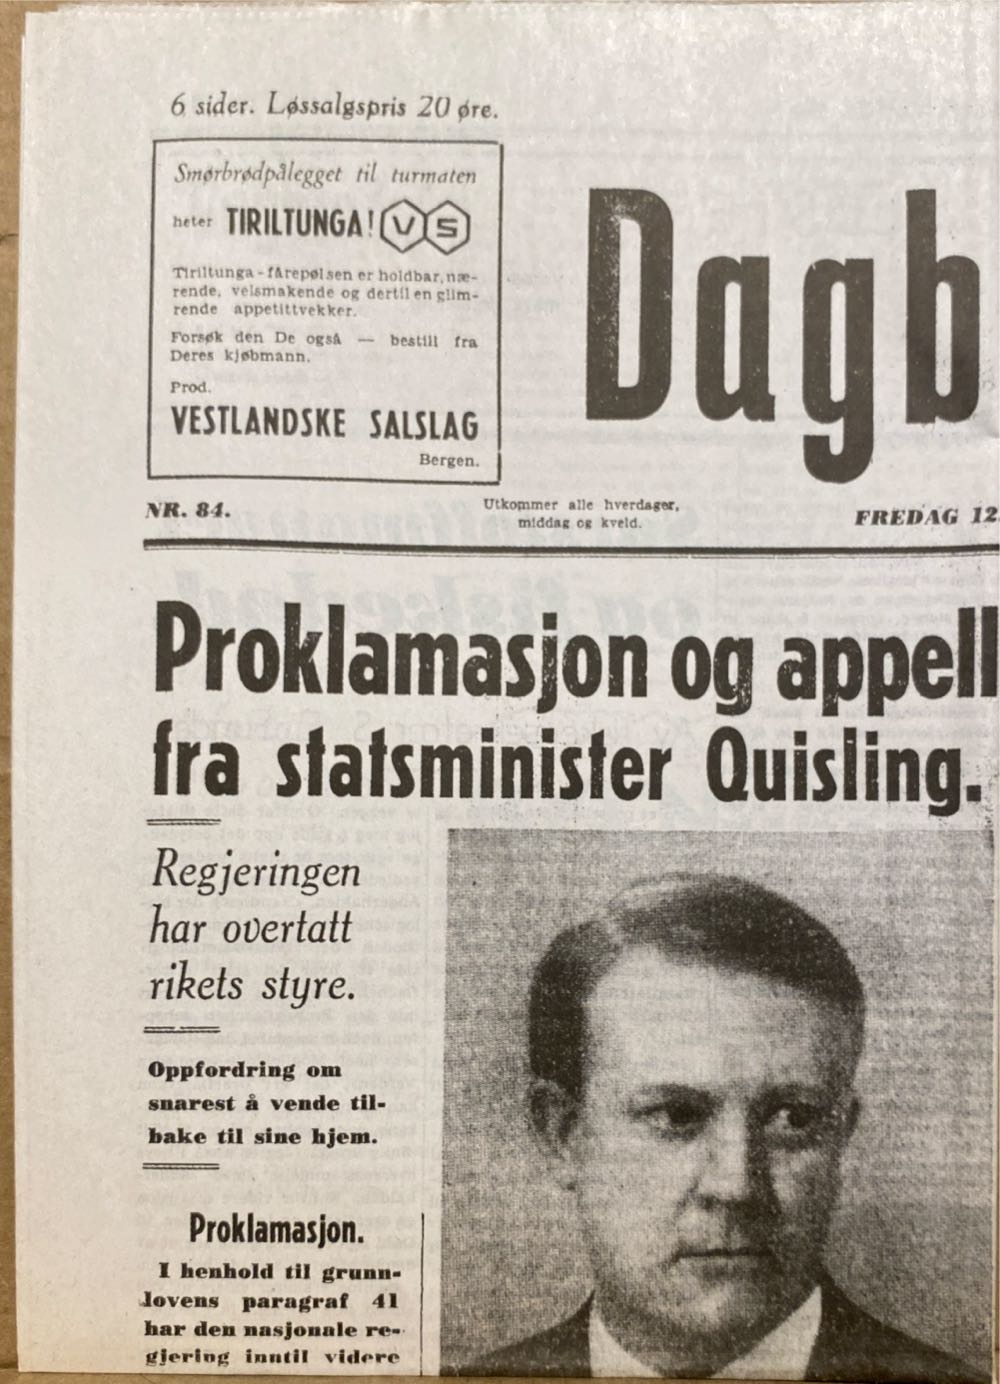 6 sider. Løssalgspris 20 øre.
Smørbrødpålegget til turmaten
heter TIRILTUNGA! VS
Tiriltunga - fårepølsen er holdbar, næ-
rende, velsmakende og dertil en glim-
rende appetittvekker.
Forsøk den De også — bestill fra
Deres kjøbmann.
Prod.
VESTLANDSKE SALSLAG
Bergen.
Dagb
NR. 84.
Utkommer alle hverdager,
middag og kveld.
FREDAG 12.
Proklamasjon og appell
fra statsminister Quisling.
Regjeringen
har overtatt
rikets styre.
Oppfordring om
snarest å vende til-
bake til sine hjem.
Proklamasjon.
I henhold til grunn-
lovens paragraf 41
har den nasjonale re-
gjering inntil videre